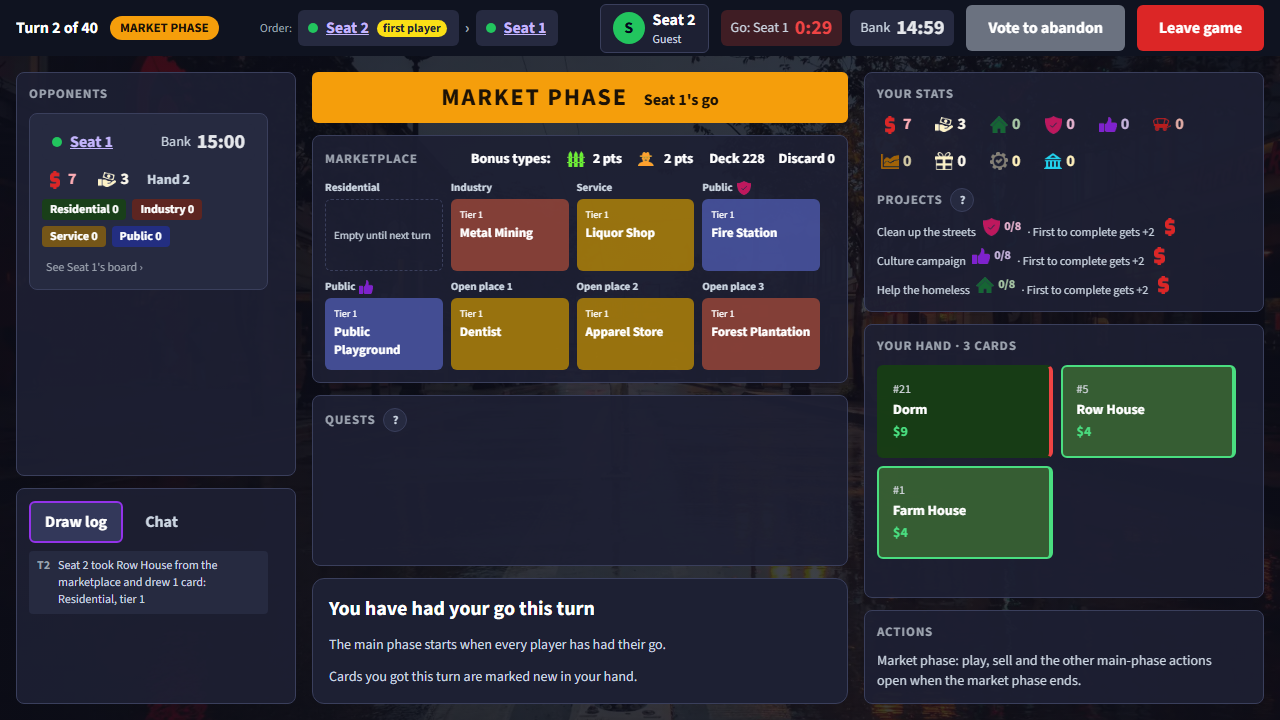 Turn 2 of 40
MARKET PHASE
Order:
Seat 2
first player
›
Seat 1
S
Seat 2
Guest
Go: Seat 1 0:29
Bank 14:59
Vote to abandon
Leave game
OPPONENTS
Seat 1
Bank 15:00
7
3
Hand 2
Residential 0
Industry 0
Service 0
Public 0
See Seat 1's board ›
Draw log
Chat
T2 Seat 2 took Row House from the
marketplace and drew 1 card:
Residential, tier 1
MARKET PHASE Seat 1's go
MARKETPLACE
Bonus types:
2 pts
2 pts
Deck 228
Discard 0
Residential
Empty until next turn
Industry
Tier 1
Metal Mining
Service
Tier 1
Liquor Shop
Public
Tier 1
Fire Station
Public
Tier 1
Public
Playground
Open place 1
Tier 1
Dentist
Open place 2
Tier 1
Apparel Store
Open place 3
Tier 1
Forest Plantation
QUESTS ?
You have had your go this turn
The main phase starts when every player has had their go.
Cards you got this turn are marked new in your hand.
YOUR STATS
7
3
0
0
0
0
0
0
0
0
PROJECTS ?
Clean up the streets 0/8 · First to complete gets +2
Culture campaign 0/8 · First to complete gets +2
Help the homeless 0/8 · First to complete gets +2
YOUR HAND · 3 CARDS
#21
Dorm
$9
#5
Row House
$4
#1
Farm House
$4
ACTIONS
Market phase: play, sell and the other main-phase actions
open when the market phase ends.